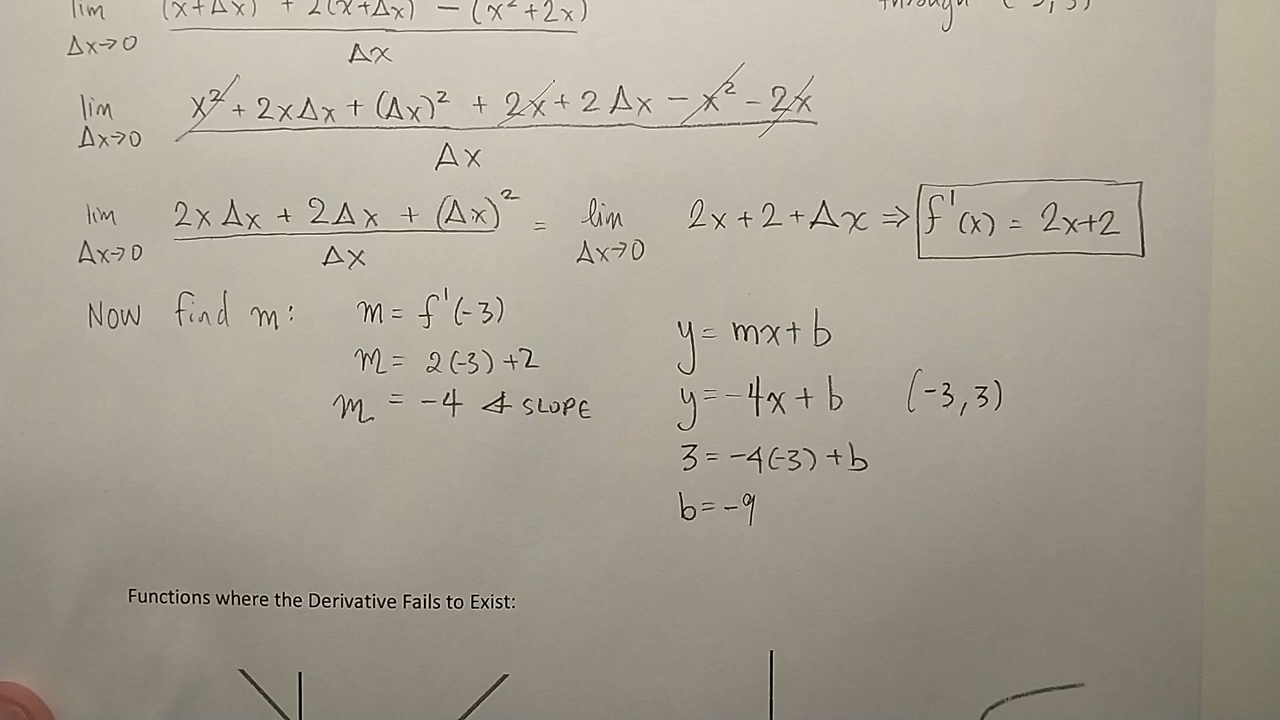 lim (x+Δx) + 2(x+Δx) - (x²+2x)
Δx→0 Δx
through (-3,3)
lim x² + 2xΔx + (Δx)² + 2x + 2Δx - x² - 2x
Δx→0 Δx
lim 2xΔx + 2Δx + (Δx)² = lim 2x+2+Δx ⇒ f'(x) = 2x+2
Δx→0 Δx Δx→0
Now find m: m = f'(-3)
m = 2(-3)+2
m = -4 ∢ SLOPE
y = mx+b
y = -4x + b (-3,3)
3 = -4(-3) + b
b = -9
Functions where the Derivative Fails to Exist: